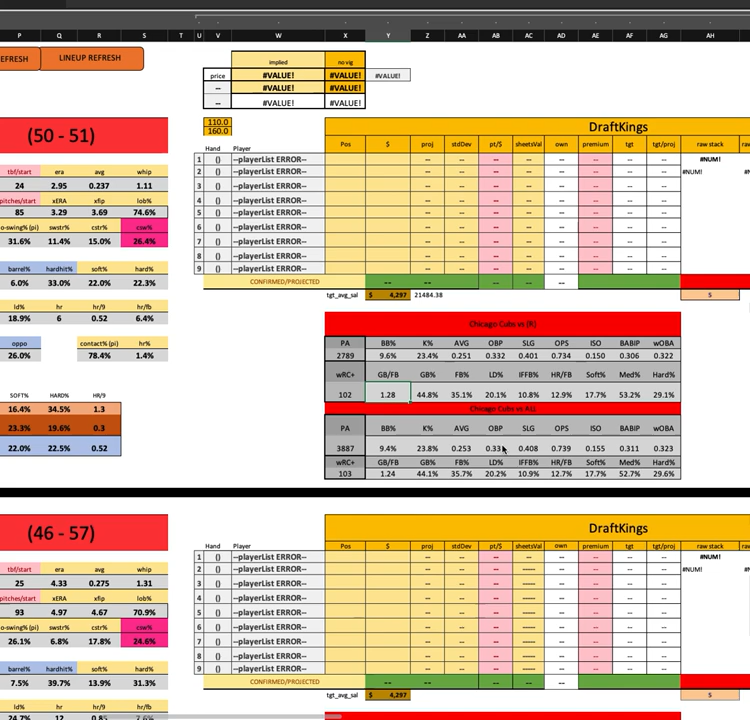 P Q R S T U V W X Y Z AA AB AC AD AE AF AG AH
EFRESH LINEUP REFRESH
implied no vig
price #VALUE! #VALUE! #VALUE!
-- #VALUE! #VALUE!
-- #VALUE! #VALUE!
110.0
160.0
(50 - 51) DraftKings
Hand Player Pos $ proj stdDev pt/$ sheetsVal own premium tgt tgt/proj raw stack
1 () --playerList ERROR-- -- -- -- -- -- -- -- -- #NUM!
2 () --playerList ERROR-- -- -- -- -- -- -- -- -- #NUM!
3 () --playerList ERROR-- -- -- -- -- -- -- -- --
4 () --playerList ERROR-- -- -- -- -- -- -- -- --
5 () --playerList ERROR-- -- -- -- -- -- -- -- --
6 () --playerList ERROR-- -- -- -- -- -- -- -- --
7 () --playerList ERROR-- -- -- -- -- -- -- -- --
8 () --playerList ERROR-- -- -- -- -- -- -- -- --
9 () --playerList ERROR-- -- -- -- -- -- -- -- --
CONFIRMED/PROJECTED -- -- --
tgt_avg_sal $ 4,297 21484.38 $
tbf/start era avg whip
24 2.95 0.237 1.11
pitches/start xERA xfip lob%
85 3.29 3.69 74.6%
o-swing% (pi) swstr% cstr% csw%
31.6% 11.4% 15.0% 26.4%
barrel% hardhit% soft% hard%
6.0% 33.0% 22.0% 22.3%
ld% hr hr/9 hr/fb
18.9% 6 0.52 6.4%
oppo contact% (pi) hr%
26.0% 78.4% 1.4%
SOFT% HARD% HR/9
16.4% 34.5% 1.3
23.3% 19.6% 0.3
22.0% 22.5% 0.52
Chicago Cubs vs (R)
PA BB% K% AVG OBP SLG OPS ISO BABIP wOBA
2789 9.6% 23.4% 0.251 0.332 0.401 0.734 0.150 0.306 0.322
wRC+ GB/FB GB% FB% LD% IFFB% HR/FB Soft% Med% Hard%
102 1.28 44.8% 35.1% 20.1% 10.8% 12.9% 17.7% 53.2% 29.1%
Chicago Cubs vs ALL
PA BB% K% AVG OBP SLG OPS ISO BABIP wOBA
3887 9.4% 23.8% 0.253 0.331 0.408 0.739 0.155 0.311 0.323
wRC+ GB/FB GB% FB% LD% IFFB% HR/FB Soft% Med% Hard%
103 1.24 44.1% 35.7% 20.2% 10.9% 12.7% 17.7% 52.7% 29.6%
(46 - 57) DraftKings
Hand Player Pos $ proj stdDev pt/$ sheetsVal own premium tgt tgt/proj raw stack
1 () --playerList ERROR-- -- -- -- ----- -- -- -- -- #NUM!
2 () --playerList ERROR-- -- -- -- ----- -- -- -- -- #NUM!
3 () --playerList ERROR-- -- -- -- ----- -- -- -- --
4 () --playerList ERROR-- -- -- -- ----- -- -- -- --
5 () --playerList ERROR-- -- -- -- ----- -- -- -- --
6 () --playerList ERROR-- -- -- -- ----- -- -- -- --
7 () --playerList ERROR-- -- -- -- ----- -- -- -- --
8 () --playerList ERROR-- -- -- -- ----- -- -- -- --
9 () --playerList ERROR-- -- -- -- ----- -- -- -- --
CONFIRMED/PROJECTED -- -- --
tgt_avg_sal $ 4,297 $
tbf/start era avg whip
25 4.33 0.275 1.31
pitches/start xERA xfip lob%
93 4.97 4.67 70.9%
o-swing% (pi) swstr% cstr% csw%
26.1% 6.8% 17.8% 24.6%
barrel% hardhit% soft% hard%
7.5% 39.7% 13.9% 31.3%
ld% hr hr/9 hr/fb
24.7% 12 0.85 7.6%